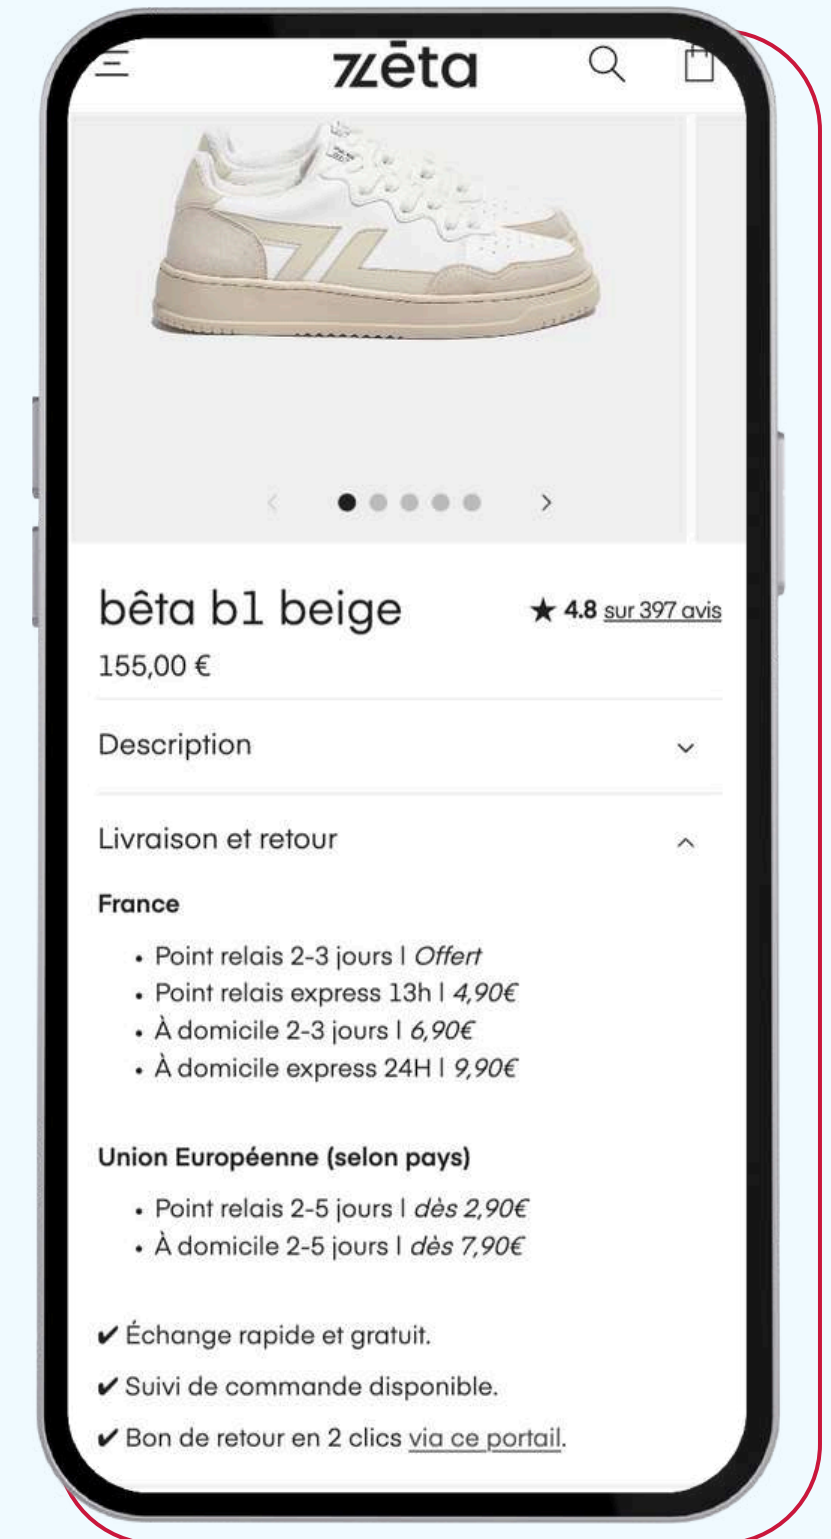 zēta
bêta b1 beige
★ 4.8 sur 397 avis
155,00 €
Description
Livraison et retour
France
• Point relais 2-3 jours | Offert
• Point relais express 13h | 4,90€
• À domicile 2-3 jours | 6,90€
• À domicile express 24H | 9,90€
Union Européenne (selon pays)
• Point relais 2-5 jours | dès 2,90€
• À domicile 2-5 jours | dès 7,90€
✔ Échange rapide et gratuit.
✔ Suivi de commande disponible.
✔ Bon de retour en 2 clics via ce portail.